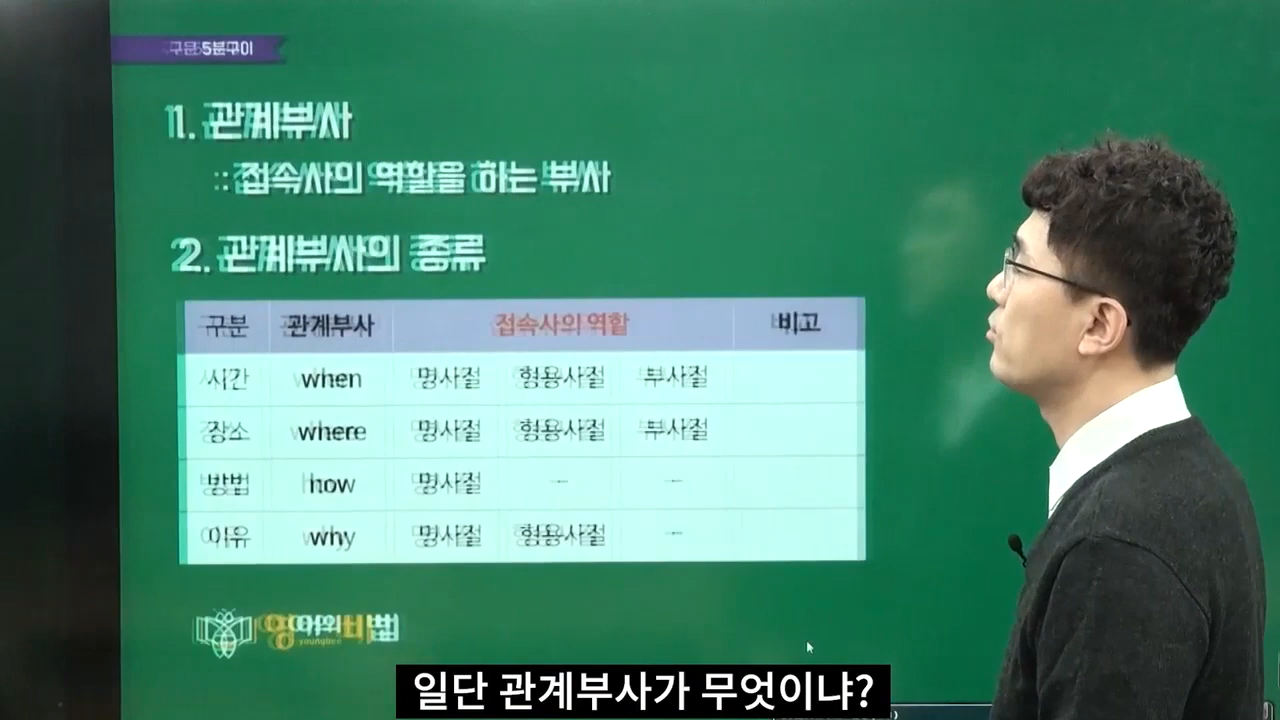 구문 5분구이
1. 관계부사
: 접속사의 역할을 하는 부사
2. 관계부사의 종류
구분 관계부사 접속사의 역할 비고
시간 when 명사절 형용사절 부사절
장소 where 명사절 형용사절 부사절
방법 how 명사절 - -
이유 why 명사절 형용사절 -
영어의비법
일단 관계부사가 무엇이냐?